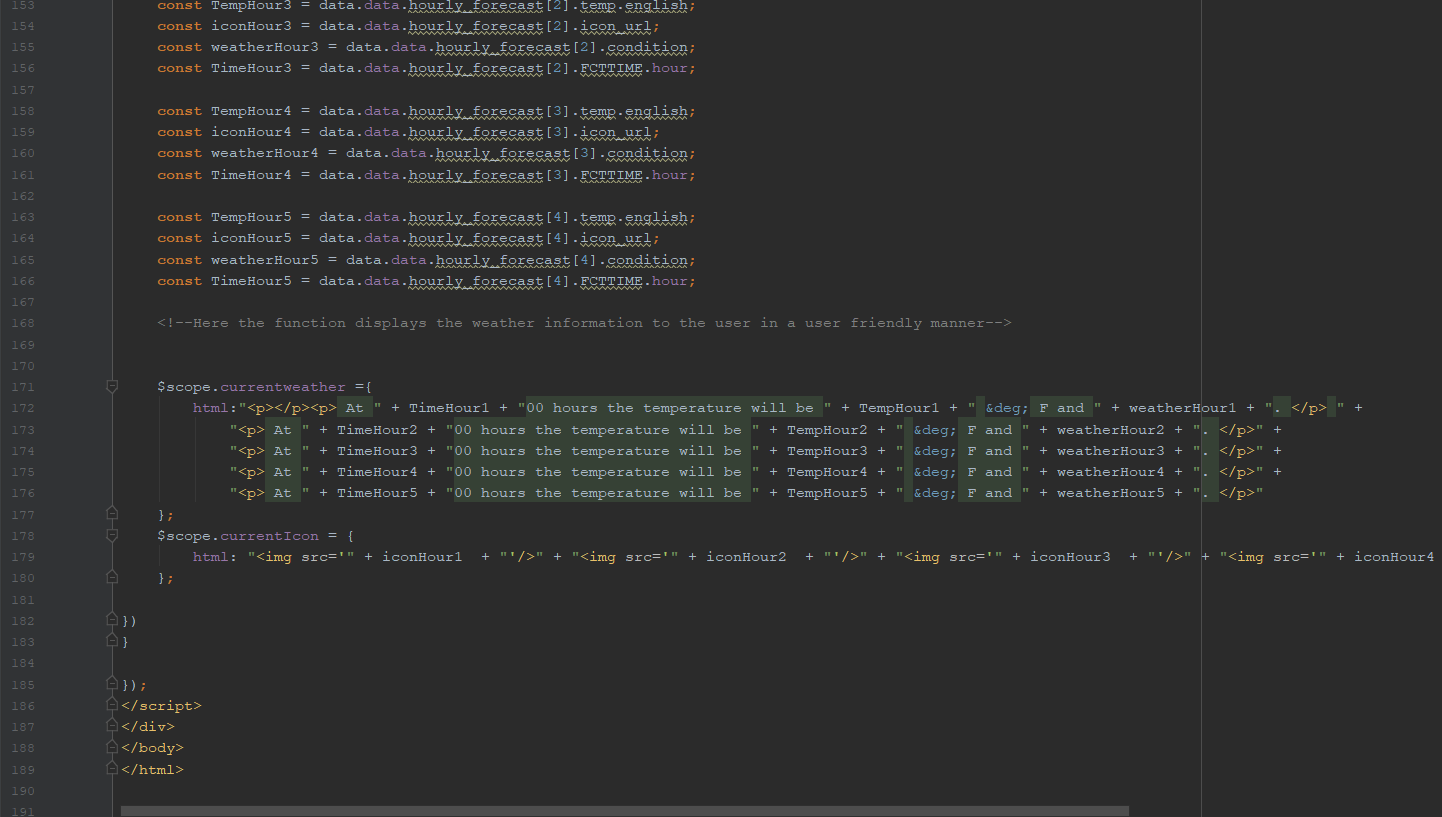 153 const TempHour3 = data.data.hourly_forecast[2].temp.english;
154 const iconHour3 = data.data.hourly_forecast[2].icon_url;
155 const weatherHour3 = data.data.hourly_forecast[2].condition;
156 const TimeHour3 = data.data.hourly_forecast[2].FCTTIME.hour;
157
158 const TempHour4 = data.data.hourly_forecast[3].temp.english;
159 const iconHour4 = data.data.hourly_forecast[3].icon_url;
160 const weatherHour4 = data.data.hourly_forecast[3].condition;
161 const TimeHour4 = data.data.hourly_forecast[3].FCTTIME.hour;
162
163 const TempHour5 = data.data.hourly_forecast[4].temp.english;
164 const iconHour5 = data.data.hourly_forecast[4].icon_url;
165 const weatherHour5 = data.data.hourly_forecast[4].condition;
166 const TimeHour5 = data.data.hourly_forecast[4].FCTTIME.hour;
167
168 <!--Here the function displays the weather information to the user in a user friendly manner-->
169
170
171 $scope.currentweather ={
172 html:"<p></p><p> At " + TimeHour1 + "00 hours the temperature will be " + TempHour1 + " &deg; F and " + weatherHour1 + ". </p> " +
173 "<p> At " + TimeHour2 + "00 hours the temperature will be " + TempHour2 + " &deg; F and " + weatherHour2 + ". </p>" +
174 "<p> At " + TimeHour3 + "00 hours the temperature will be " + TempHour3 + " &deg; F and " + weatherHour3 + ". </p>" +
175 "<p> At " + TimeHour4 + "00 hours the temperature will be " + TempHour4 + " &deg; F and " + weatherHour4 + ". </p>" +
176 "<p> At " + TimeHour5 + "00 hours the temperature will be " + TempHour5 + " &deg; F and " + weatherHour5 + ". </p>"
177 };
178 $scope.currentIcon = {
179 html: "<img src='" + iconHour1 + "'/>" + "<img src='" + iconHour2 + "'/>" + "<img src='" + iconHour3 + "'/>" + "<img src='" + iconHour4
180 };
181
182 })
183 }
184
185 });
186 </script>
187 </div>
188 </body>
189 </html>
190
191